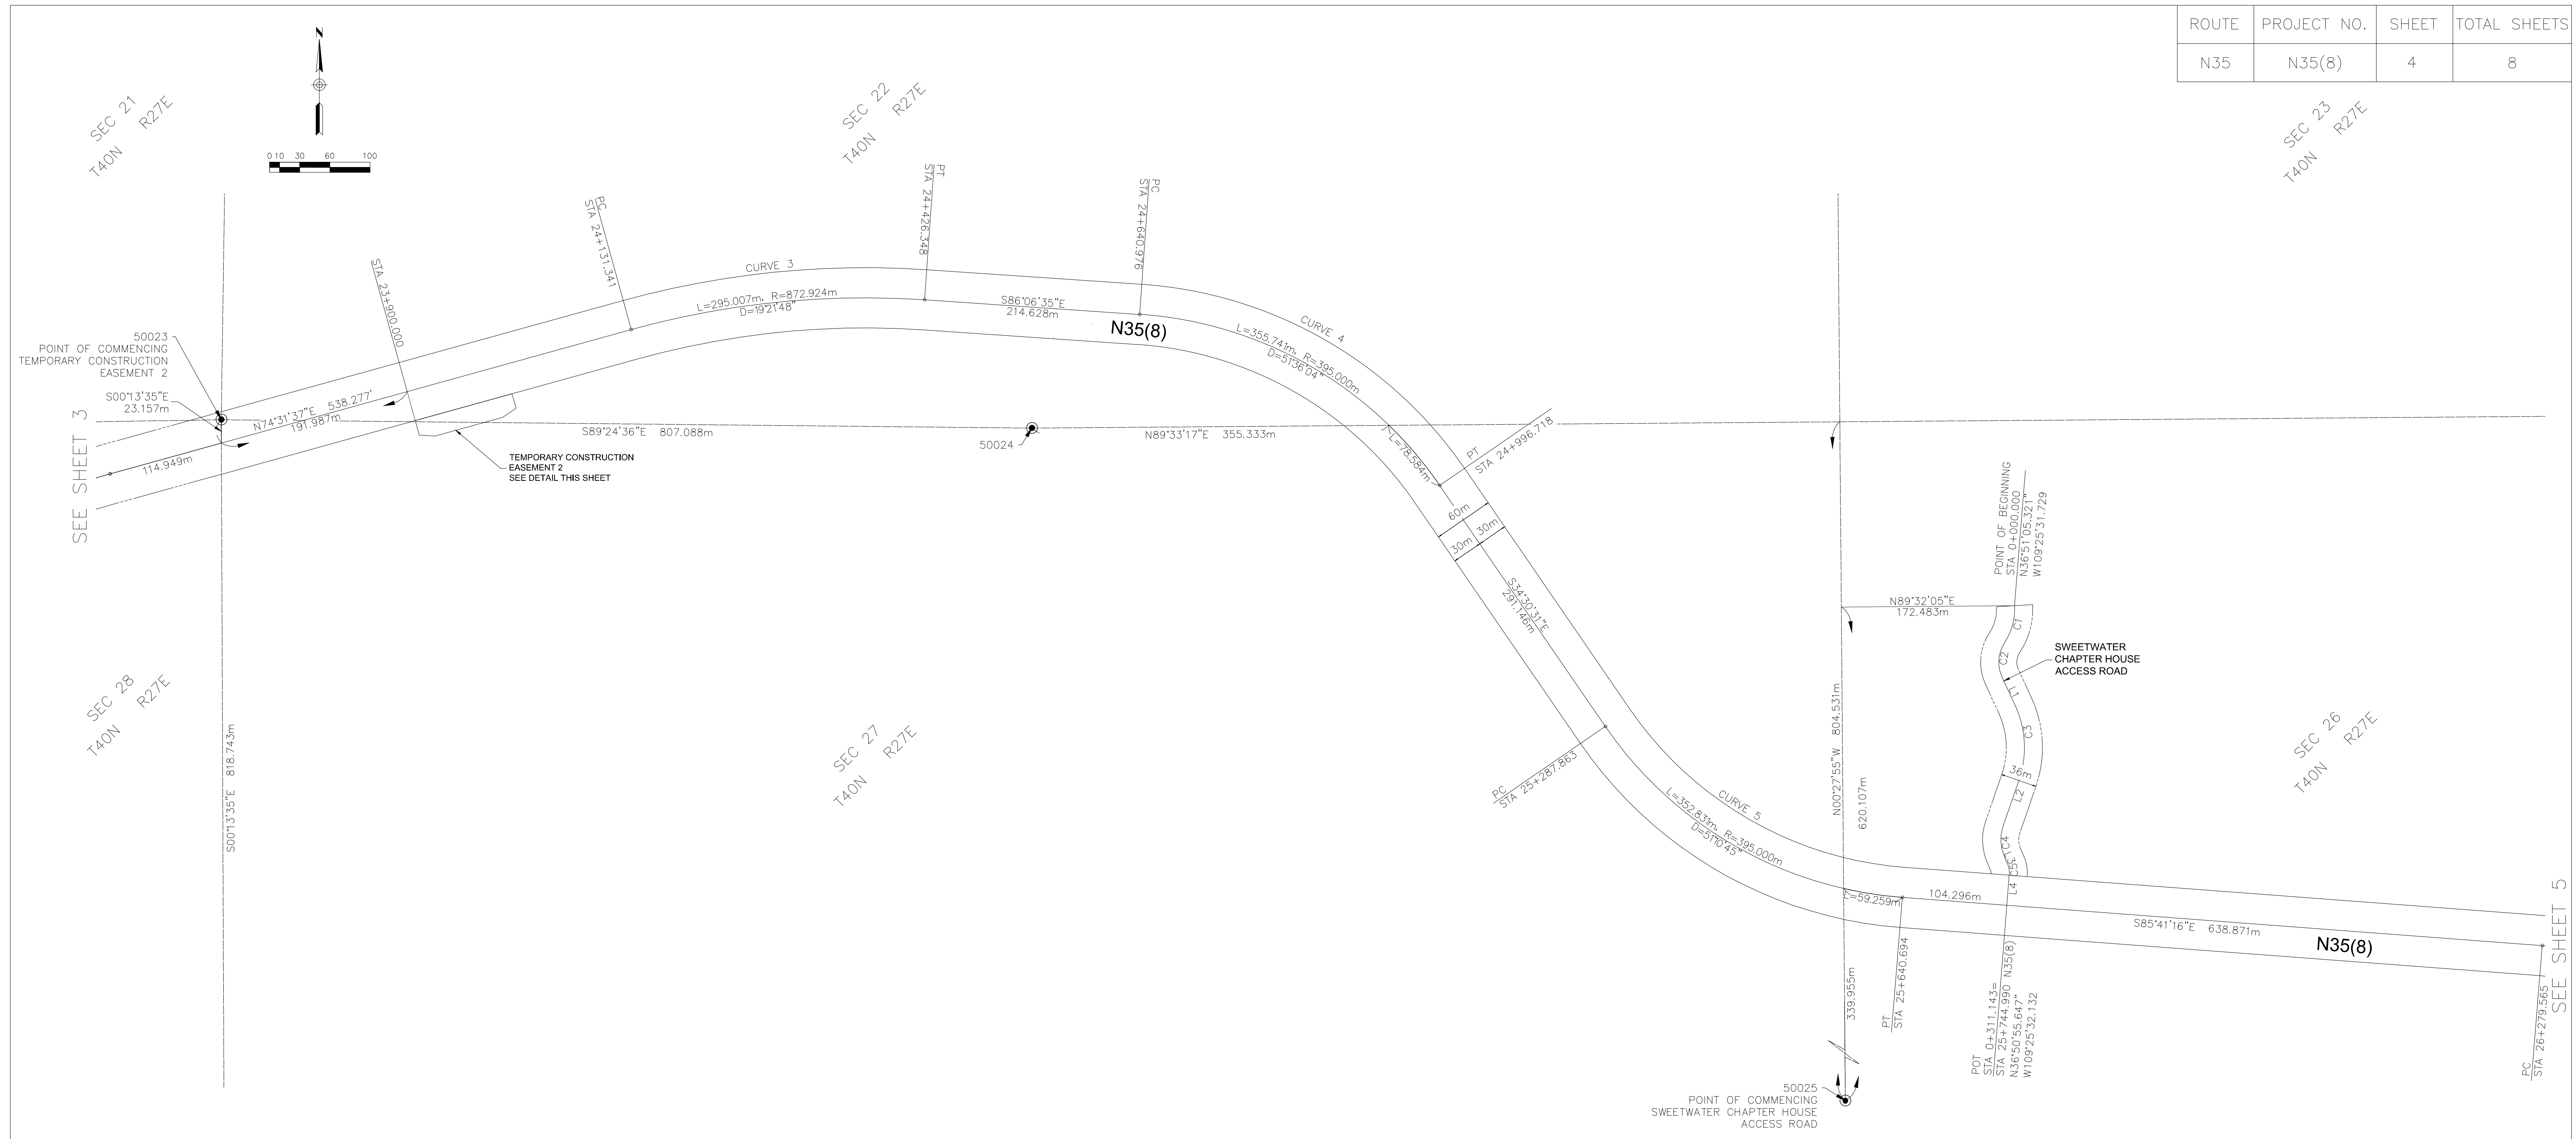 ROUTE PROJECT NO. SHEET TOTAL SHEETS
N35 N35(8) 4 8
N
0 10 30 60 100
SEC 21
T40N R27E
SEC 22
T40N R27E
SEC 23
T40N R27E
SEC 28
T40N R27E
SEC 27
T40N R27E
SEC 26
T40N R27E
SEE SHEET 3
50023
POINT OF COMMENCING
TEMPORARY CONSTRUCTION
EASEMENT 2
S00°13'35"E
23.157m
114.949m
N74°31'37"E 538.277'
191.987m
S00°13'35"E 818.743m
STA 23+900.000
TEMPORARY CONSTRUCTION
EASEMENT 2
SEE DETAIL THIS SHEET
PC
STA 24+131.341
CURVE 3
L=295.007m, R=872.924m
D=19°21'48"
PT
STA 24+426.348
S86°06'35"E
214.628m
N35(8)
PC
STA 24+640.976
S89°24'36"E 807.088m
50024
N89°33'17"E 355.333m
CURVE 4
L=355.741m, R=395.000m
D=51°36'04"
L=78.584m
PT
STA 24+996.718
60m
30m
30m
S34°30'31"E
291.146m
PC
STA 25+287.863
CURVE 5
L=352.831m, R=395.000m
D=51°10'45"
N00°27'55"W 804.531m
620.107m
N89°32'05"E
172.483m
POINT OF BEGINNING
STA 0+000.000
N36°51'05.321"
W109°25'31.729
C1
C2
L1
C3
36m
L2
C4
C5
L4
SWEETWATER
CHAPTER HOUSE
ACCESS ROAD
L=59.259m
104.296m
S85°41'16"E 638.871m
N35(8)
339.955m
PT
STA 25+640.694
POT
STA 0+311.143=
STA 25+744.990 N35(8)
N36°50'55.647"
W109°25'32.132
50025
POINT OF COMMENCING
SWEETWATER CHAPTER HOUSE
ACCESS ROAD
PC
STA 26+279.565
SEE SHEET 5